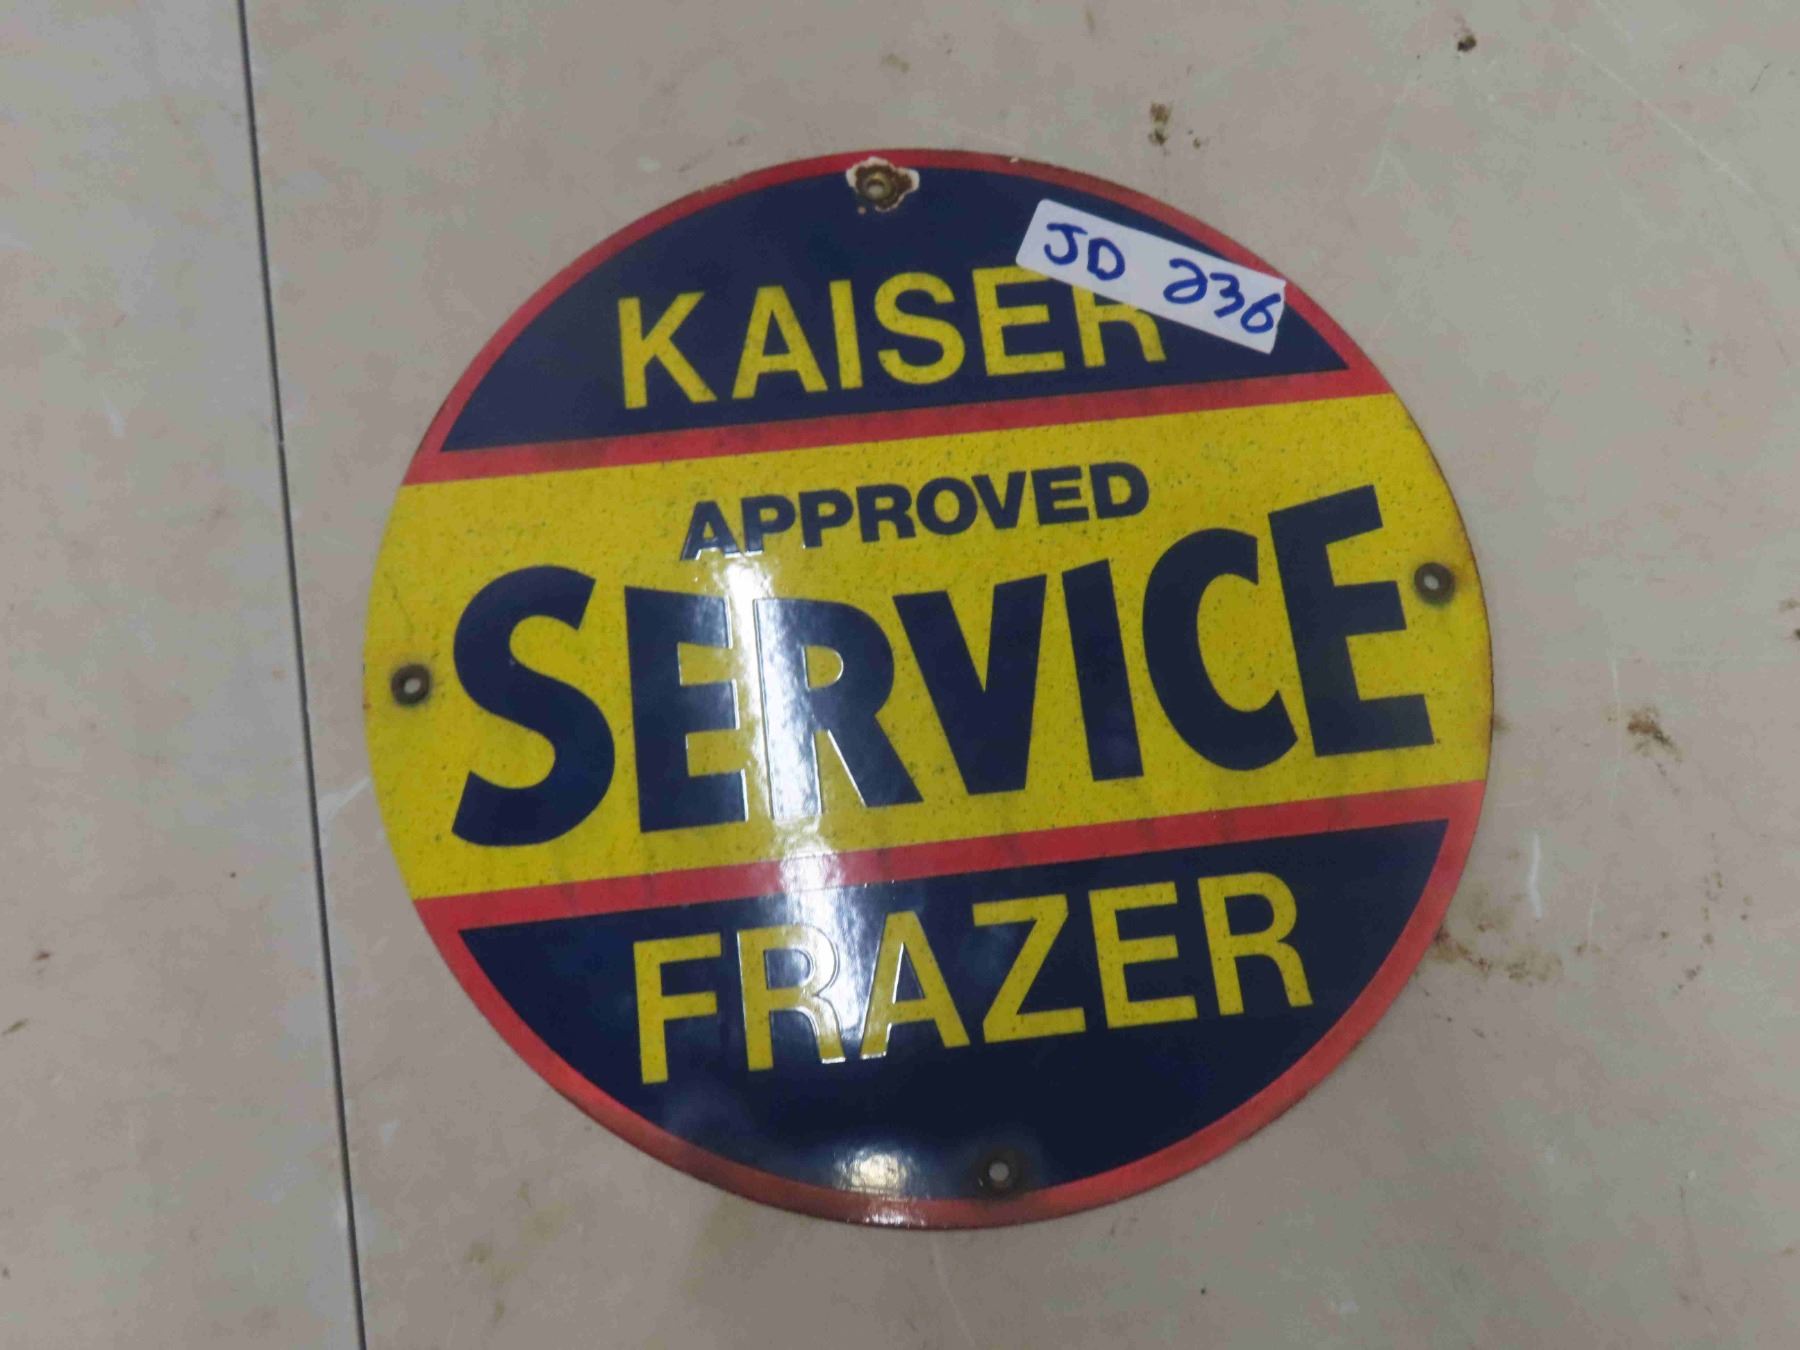 JD 236
KAISER
APPROVED
SERVICE
FRAZER